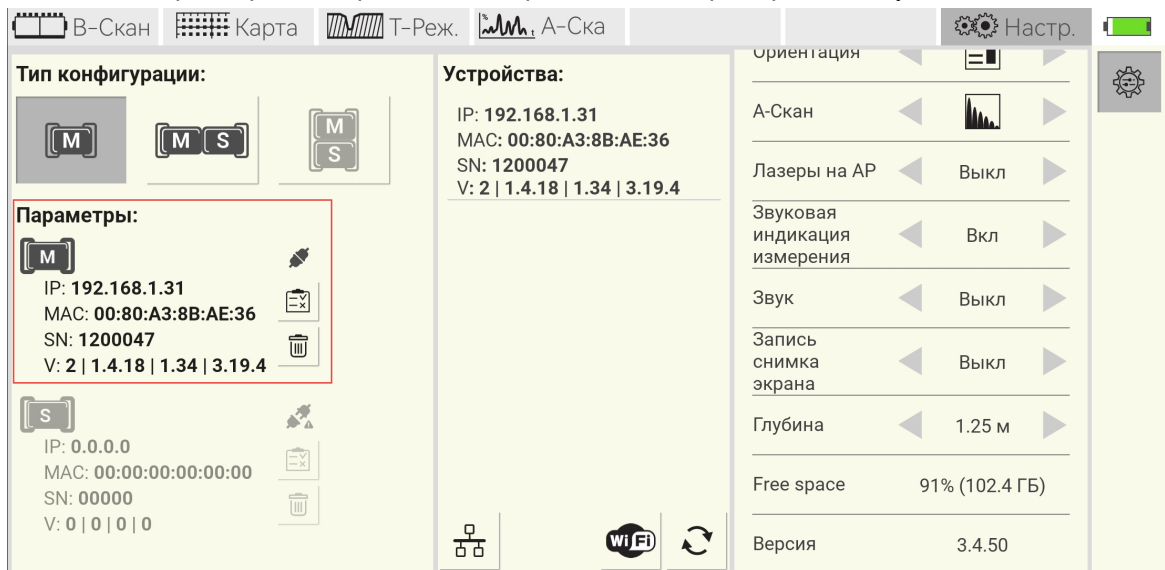 В-Скан
Карта
Т-Реж.
А-Ска
Настр.
Тип конфигурации:
M
M S
M
S
Параметры:
M
IP: 192.168.1.31
MAC: 00:80:A3:8B:AE:36
SN: 1200047
V: 2 | 1.4.18 | 1.34 | 3.19.4
S
IP: 0.0.0.0
MAC: 00:00:00:00:00:00
SN: 00000
V: 0 | 0 | 0 | 0
Устройства:
IP: 192.168.1.31
MAC: 00:80:A3:8B:AE:36
SN: 1200047
V: 2 | 1.4.18 | 1.34 | 3.19.4
WiFi
Ориентация
А-Скан
Лазеры на АР Выкл
Звуковая
индикация Вкл
измерения
Звук Выкл
Запись
снимка Выкл
экрана
Глубина 1.25 м
Free space 91% (102.4 ГБ)
Версия 3.4.50